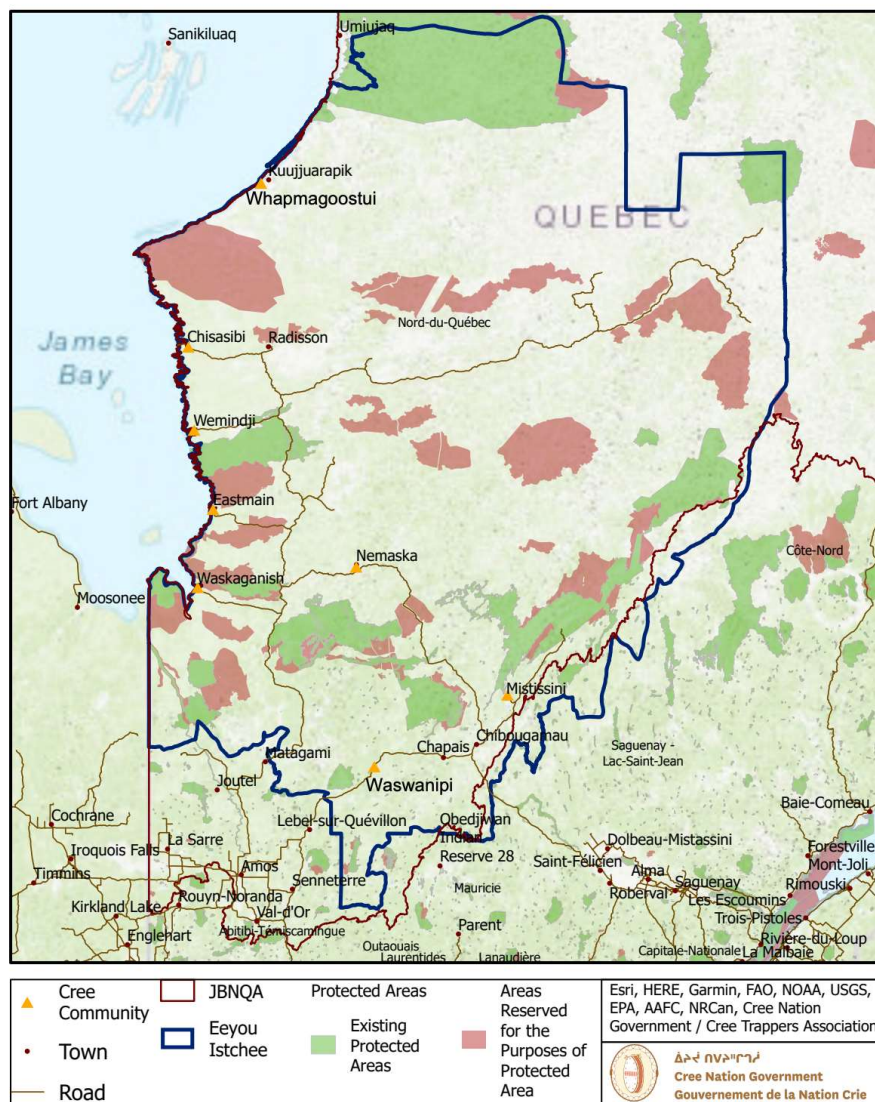 Sanikiluaq
Umiujaq
Kuujjuarapik
Whapmagoostui
QUEBEC
James
Bay
Nord-du-Québec
Chisasibi
Radisson
Wemindji
Fort Albany
Eastmain
Nemaska
Côte-Nord
Waskaganish
Moosonee
Mistissini
Chibougamau
Chapais
Saguenay -
Lac-Saint-Jean
Matagami
Waswanipi
Joutel
Baie-Comeau
Cochrane
Lebel-sur-Quévillon
Obedjiwan
Indian
Reserve 28
La Sarre
Dolbeau-Mistassini
Forestville
Iroquois Falls
Mont-Joli
Saint-Félicien
Alma
Timmins
Amos
Senneterre
Mauricie
Roberval
Saguenay
Rimouski
Les Escoumins
Rouyn-Noranda
Kirkland Lake
Val-d'Or
Trois-Pistoles
Abitibi-Témiscamingue
Parent
Englehart
Outaouais
Rivière-du-Loup
Capitale-Nationale
La Malbaie
Laurentides
Lanaudière
Cree
Community
Town
Road
JBNQA
Eeyou
Istchee
Protected Areas
Existing
Protected
Areas
Areas
Reserved
for the
Purposes of
Protected
Area
Esri, HERE, Garmin, FAO, NOAA, USGS,
EPA, AAFC, NRCan, Cree Nation
Government / Cree Trappers Association
ᐃᔨᔪ ᐊᐸᔨᐦᒋᒑ
Cree Nation Government
Gouvernement de la Nation Crie